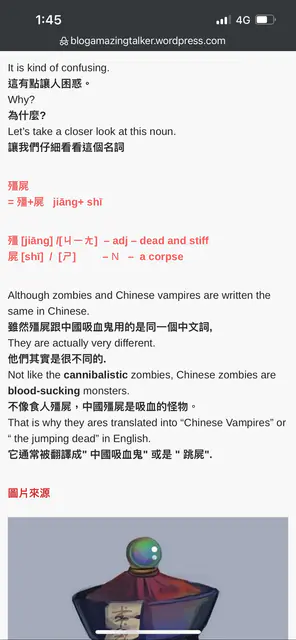 1:45
4G
blogamazingtalker.wordpress.com
It is kind of confusing.
這有點讓人困惑。
Why?
為什麼?
Let's take a closer look at this noun.
讓我們仔細看看這個名詞
殭屍
= 殭+屍 jiāng+ shī
殭 [jiāng] /[ㄐㄧㄤ] – adj – dead and stiff
屍 [shī] / [ㄕ] – N – a corpse
Although zombies and Chinese vampires are written the
same in Chinese.
雖然殭屍跟中國吸血鬼用的是同一個中文詞,
They are actually very different.
他們其實是很不同的.
Not like the cannibalistic zombies, Chinese zombies are
blood-sucking monsters.
不像食人殭屍，中國殭屍是吸血的怪物。
That is why they ares translated into “Chinese Vampires” or
“ the jumping dead” in English.
它通常被翻譯成" 中國吸血鬼" 或是 " 跳屍".
圖片來源